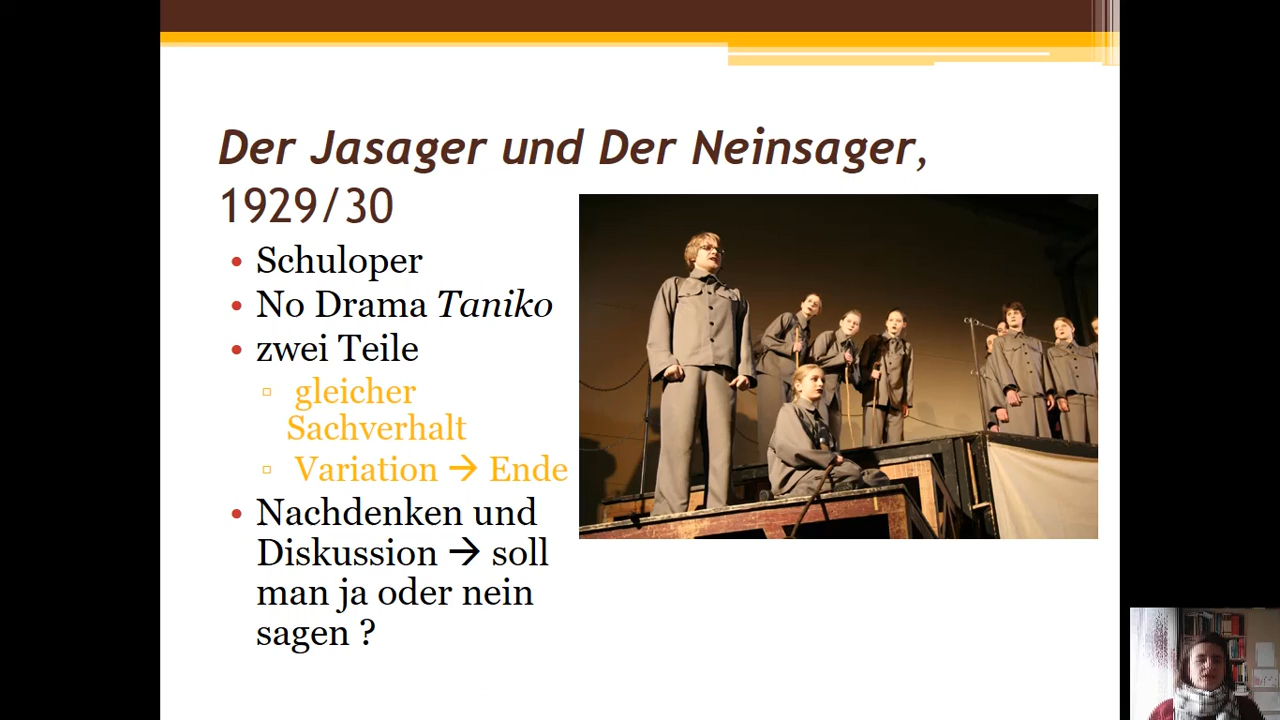 Der Jasager und Der Neinsager,
1929/30
• Schuloper
• No Drama Taniko
• zwei Teile
▫ gleicher
Sachverhalt
▫ Variation → Ende
• Nachdenken und
Diskussion → soll
man ja oder nein
sagen ?